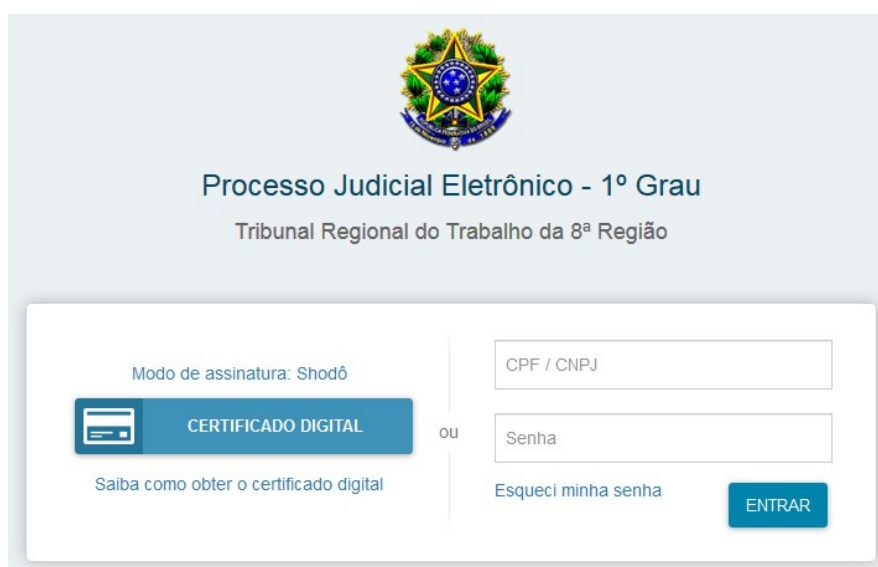 Processo Judicial Eletrônico - 1º Grau
Tribunal Regional do Trabalho da 8ª Região
Modo de assinatura: Shodô
CERTIFICADO DIGITAL
Saiba como obter o certificado digital
ou
CPF / CNPJ
Senha
Esqueci minha senha
ENTRAR